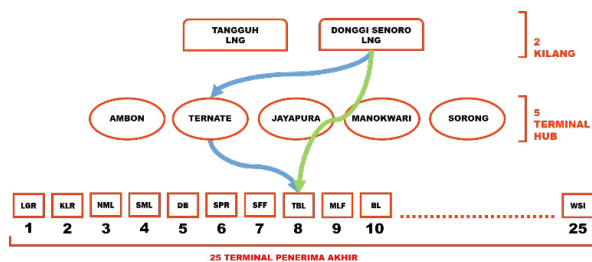 TANGGUH
LNG
DONGGI SENORO
LNG
2
KILANG
AMBON
TERNATE
JAYAPURA
MANOKWARI
SORONG
5
TERMINAL
HUB
LGR
KLR
NML
SML
DB
SPR
SFF
TBL
MLF
BL
WSI
1
2
3
4
5
6
7
8
9
10
25
25 TERMINAL PENERIMA AKHIR